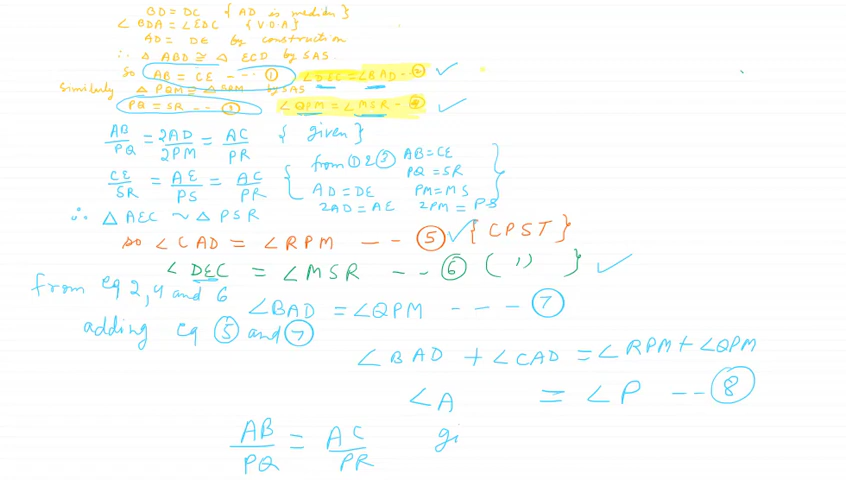 BD = DC { AD is median }
∠ BDA = ∠EDC { V.O.A }
AD = DE by construction
∴ △ ABD ≅ △ ECD by SAS
So AB = CE --- ① ∠DEC = ∠BAD -- ②
Similarly △ PQM ≅ △ SRM by SAS
PQ = SR -- ③ ∠QPM = ∠MSR - ④
AB/PQ = 2AD/2PM = AC/PR { given }
CE/SR = AE/PS = AC/PR { from ① & ③ AB = CE
PQ = SR
AD = DE PM = MS
2AD = AE 2PM = PS }
∴ △ AEC ~ △ PSR
so ∠CAD = ∠RPM -- -- ⑤ { CPST }
∠DEC = ∠MSR -- -- ⑥ ( '' }
from eq 2, 4 and 6
∠BAD = ∠QPM - - - - ⑦
adding eq ⑤ and ⑦
∠BAD + ∠CAD = ∠RPM + ∠QPM
∠A = ∠P -- ⑧
AB/PQ = AC/PR gi